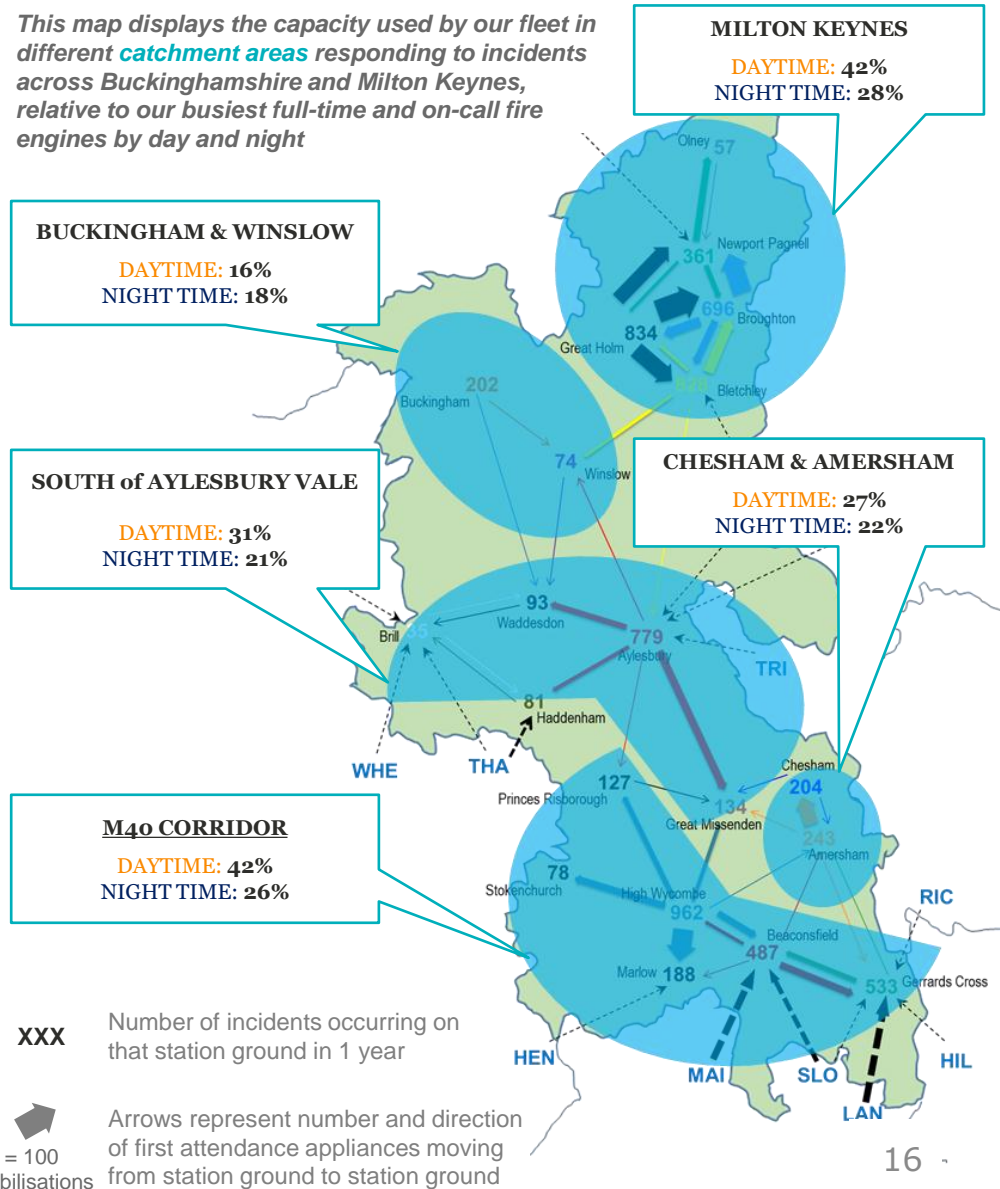 This map displays the capacity used by our fleet in
different catchment areas responding to incidents
across Buckinghamshire and Milton Keynes,
relative to our busiest full-time and on-call fire
engines by day and night
MILTON KEYNES
DAYTIME: 42%
NIGHT TIME: 28%
Olney 57
BUCKINGHAM & WINSLOW
DAYTIME: 16%
NIGHT TIME: 18%
Newport Pagnell
361
696
Broughton
834
Great Holm
Bletchley
202
Buckingham
74
Winslow
SOUTH of AYLESBURY VALE
DAYTIME: 31%
NIGHT TIME: 21%
CHESHAM & AMERSHAM
DAYTIME: 27%
NIGHT TIME: 22%
93
Waddesdon
Brill 35
779
Aylesbury
TRI
81
Haddenham
WHE
THA
Chesham
204
127
Princes Risborough
134
Great Missenden
243
Amersham
M40 CORRIDOR
DAYTIME: 42%
NIGHT TIME: 26%
78
Stokenchurch
High Wycombe
962
RIC
Beaconsfield
487
Marlow 188
533
Gerrards Cross
HEN
MAI
SLO
HIL
LAN
XXX
Number of incidents occurring on
that station ground in 1 year
= 100
bilisations
Arrows represent number and direction
of first attendance appliances moving
from station ground to station ground
16